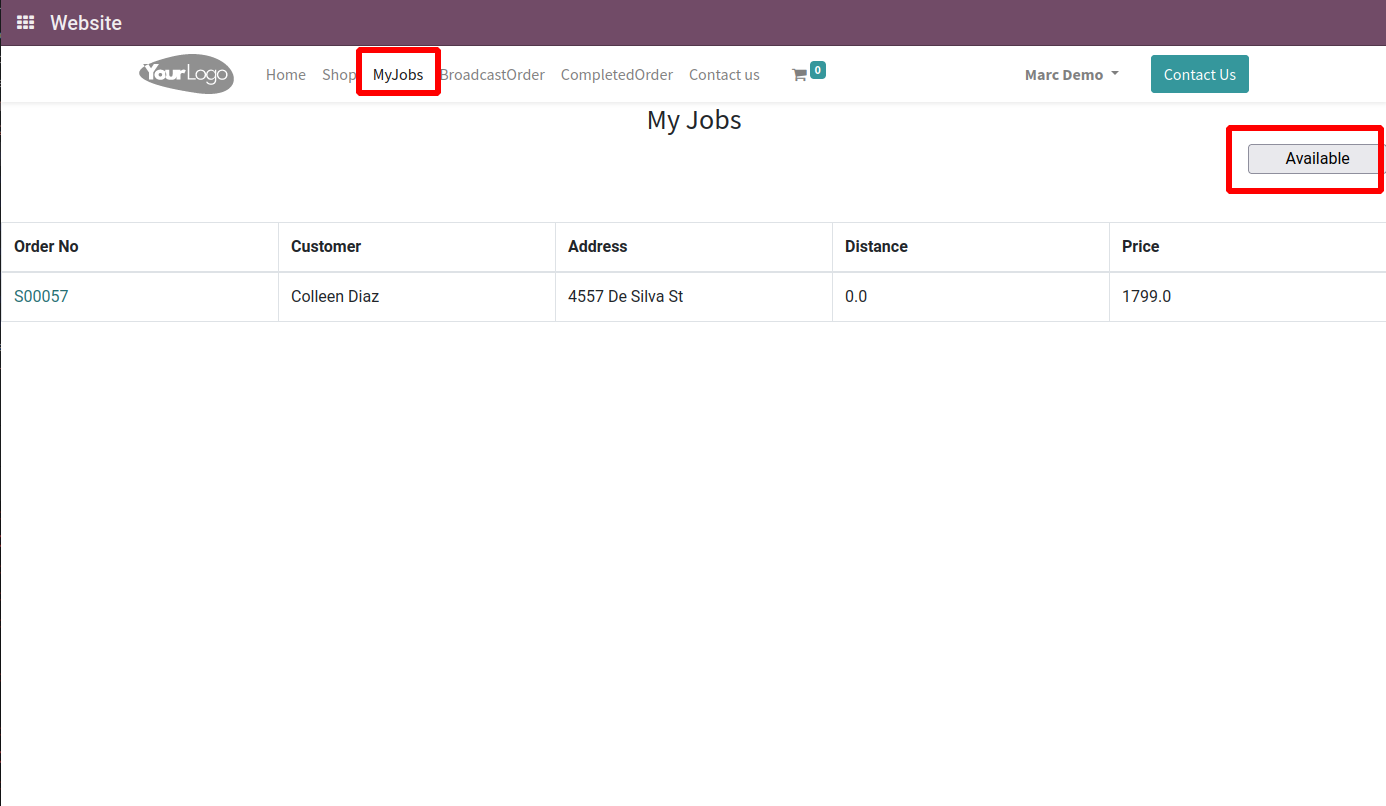 Website
YourLogo Home Shop MyJobs BroadcastOrder CompletedOrder Contact us 0 Marc Demo Contact Us
My Jobs
Available
Order No Customer Address Distance Price
S00057 Colleen Diaz 4557 De Silva St 0.0 1799.0